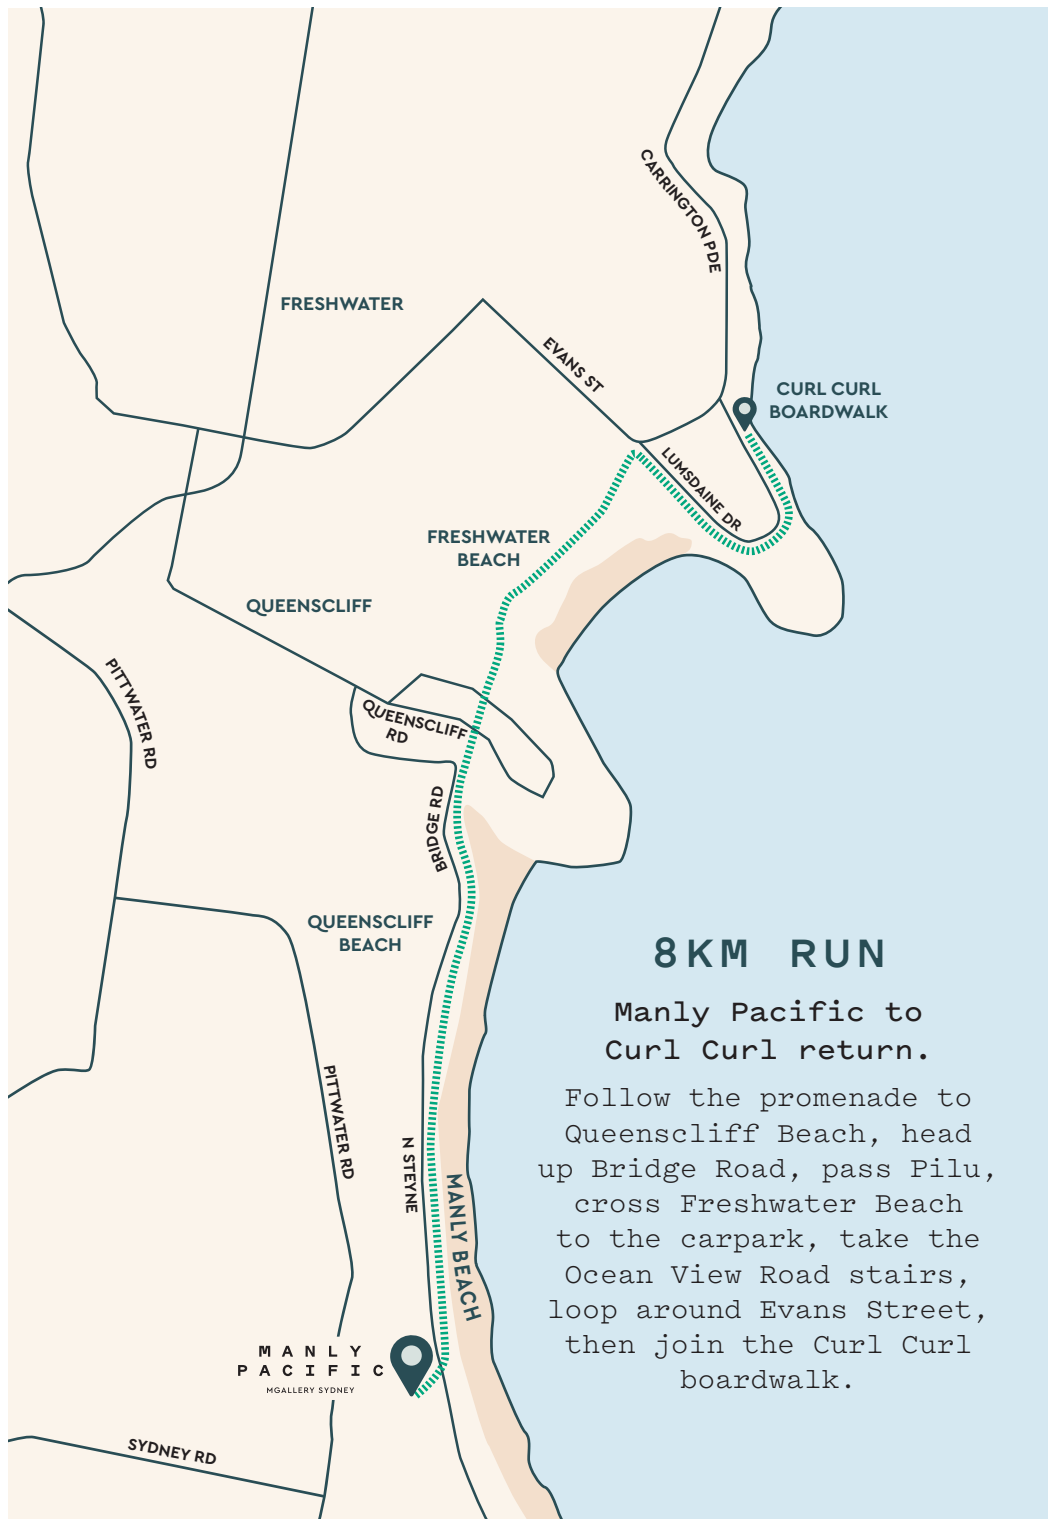 CARRINGTON PDE
FRESHWATER
EVANS ST
CURL CURL
BOARDWALK
LUMSDAINE DR
FRESHWATER
BEACH
QUEENSCLIFF
PITTWATER RD
QUEENSCLIFF
RD
BRIDGE RD
QUEENSCLIFF
BEACH
8KM RUN
Manly Pacific to
Curl Curl return.
Follow the promenade to
Queenscliff Beach, head
up Bridge Road, pass Pilu,
cross Freshwater Beach
to the carpark, take the
Ocean View Road stairs,
loop around Evans Street,
then join the Curl Curl
boardwalk.
PITTWATER RD
N STEYNE
MANLY BEACH
MANLY
PACIFIC
MGALLERY SYDNEY
SYDNEY RD